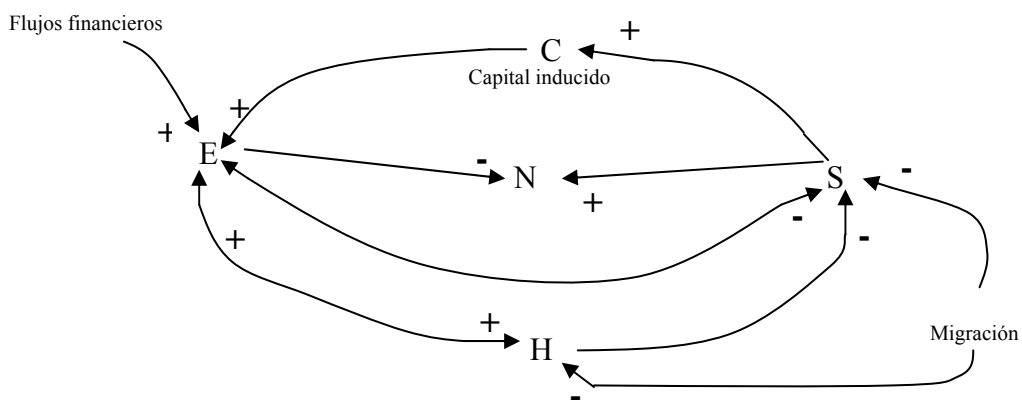 Flujos financieros
+
C
Capital inducido
+
+
E
-
N
+
S
-
-
-
+
+
H
Migración
-